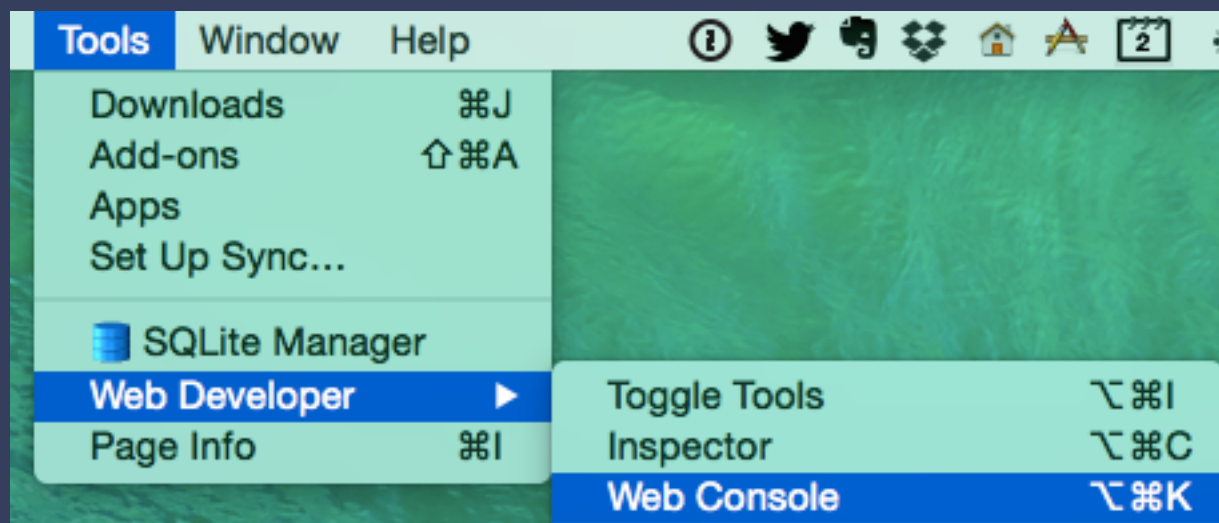 Tools Window Help 2
Downloads ⌘J
Add-ons ⇧⌘A
Apps
Set Up Sync...
SQLite Manager
Web Developer ▶
Page Info ⌘I
Toggle Tools ⌥⌘I
Inspector ⌥⌘C
Web Console ⌥⌘K